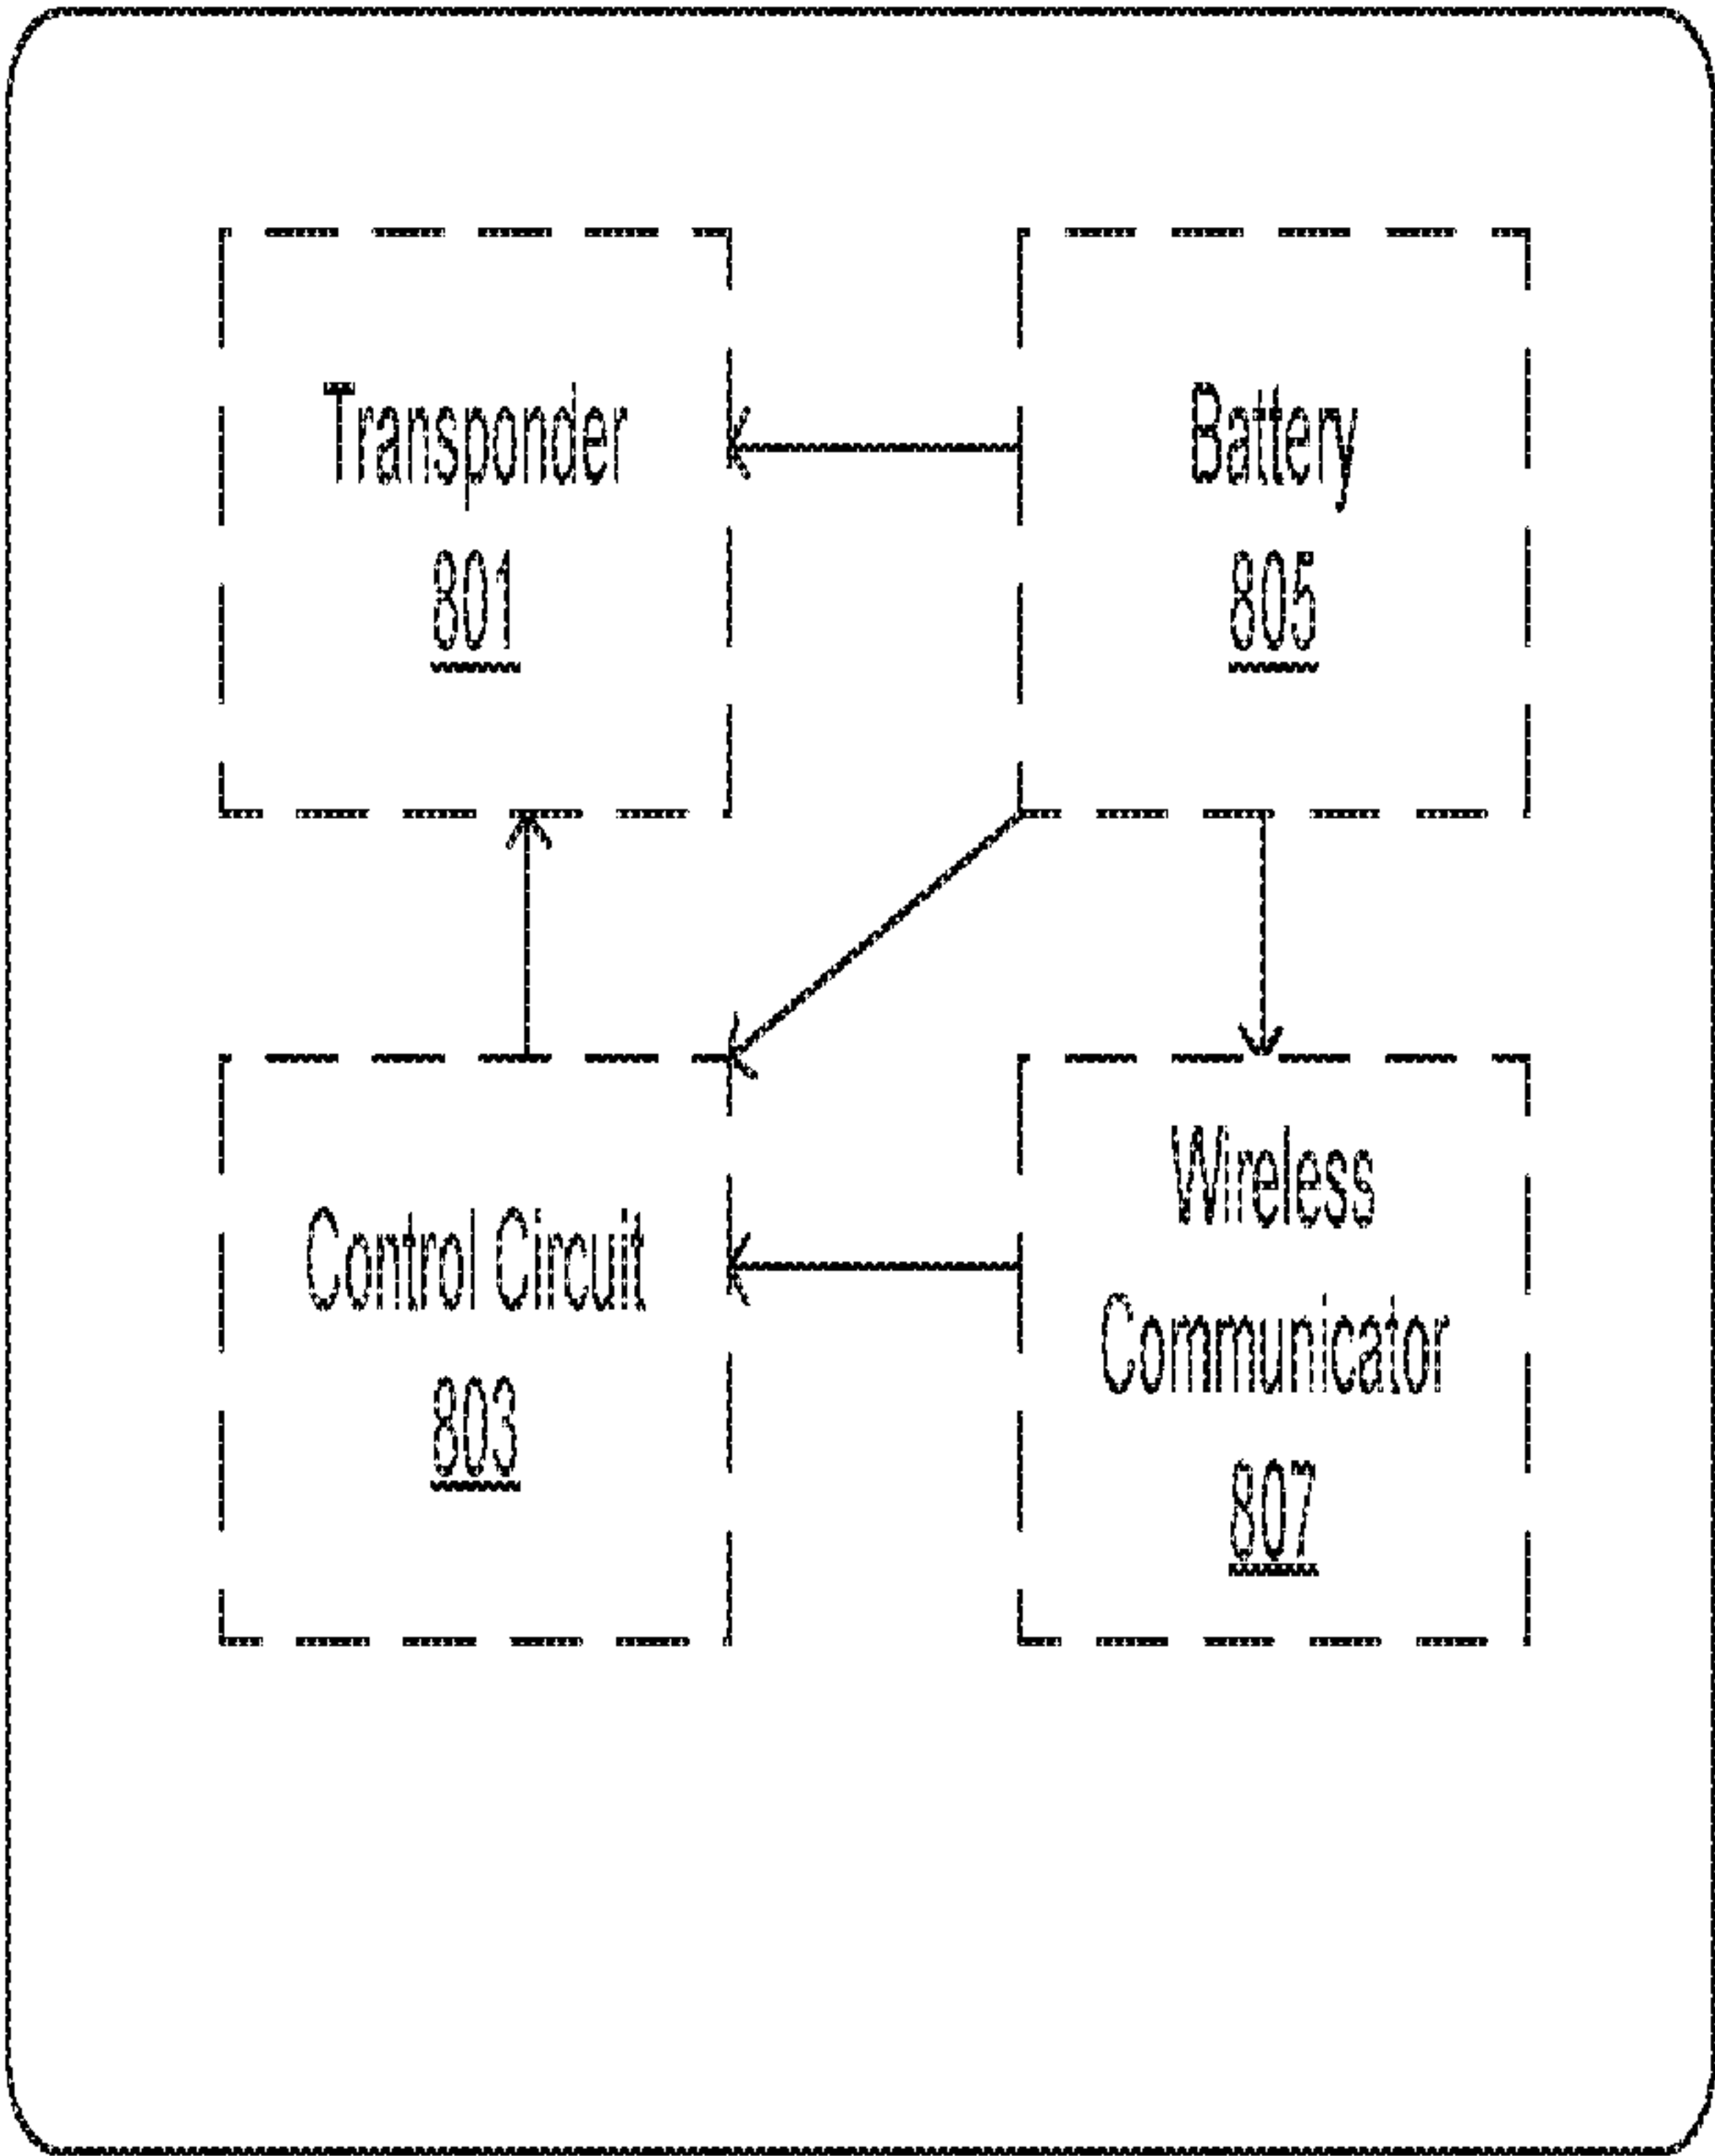 Transponder
801
Battery
805
Control Circuit
803
Wireless
Communicator
807